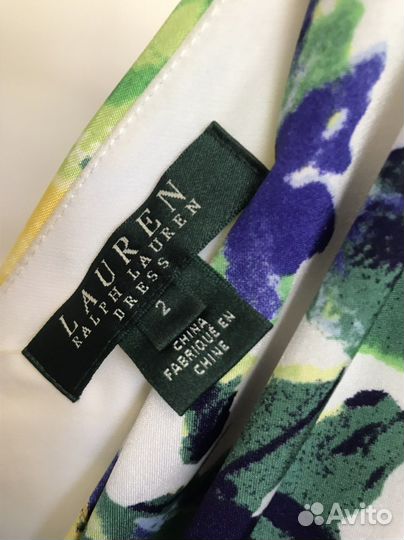 LAUREN
RALPH LAUREN
DRESS
2
CHINA
FABRIQUÉ EN
CHINE
Avito